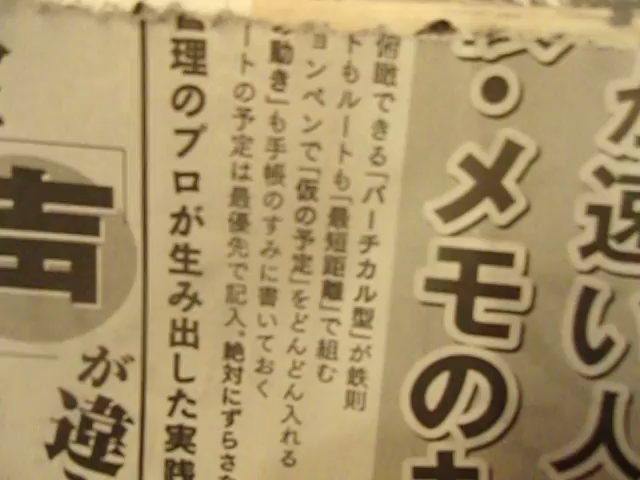 が速い人
・メモの
俯瞰できる「バーチカル型」が鉄則
トもルートも「最短距離」で組む
ョンペンで「仮の予定」をどんどん入れる
動き」も手帳のすみに書いておく
ートの予定は最優先で記入。絶対にずらさ
管理のプロが生み出した実践
声
が違